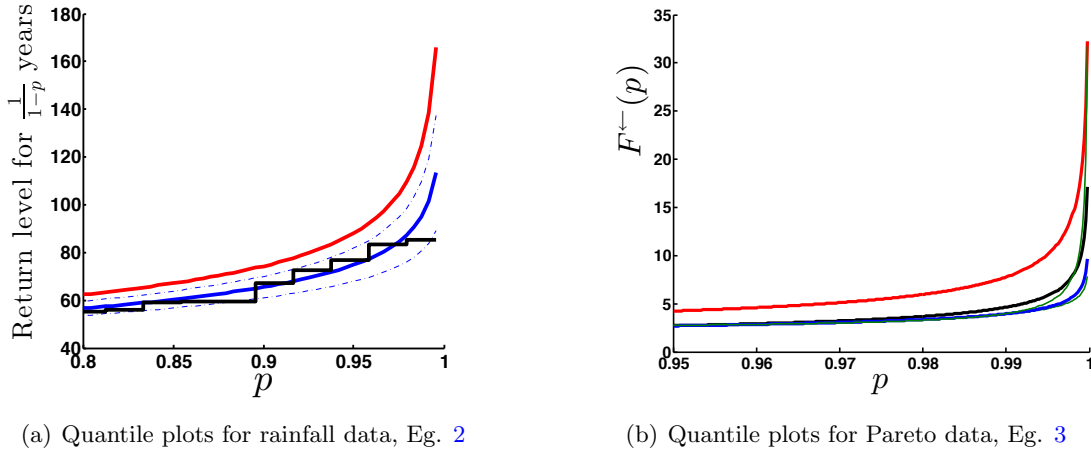 Return level for 1/(1−p) years
180
160
140
120
100
80
60
40
0.8 0.85 0.9 0.95 1
p
(a) Quantile plots for rainfall data, Eg. 2
F←(p)
35
30
25
20
15
10
5
0
0.95 0.96 0.97 0.98 0.99 1
p
(b) Quantile plots for Pareto data, Eg. 3